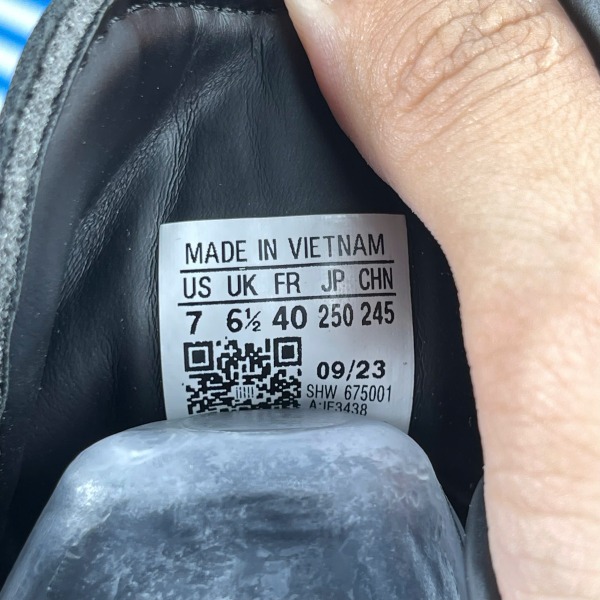 MADE IN VIETNAM
US UK FR JP CHN
7 6½ 40 250 245
09/23
SHW 675001
A:IE3438